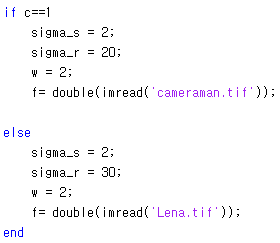 if c==1
    sigma_s = 2;
    sigma_r = 20;
    w = 2;
    f= double(imread('cameraman.tif'));
else
    sigma_s = 2;
    sigma_r = 30;
    w = 2;
    f= double(imread('Lena.tif'));
end